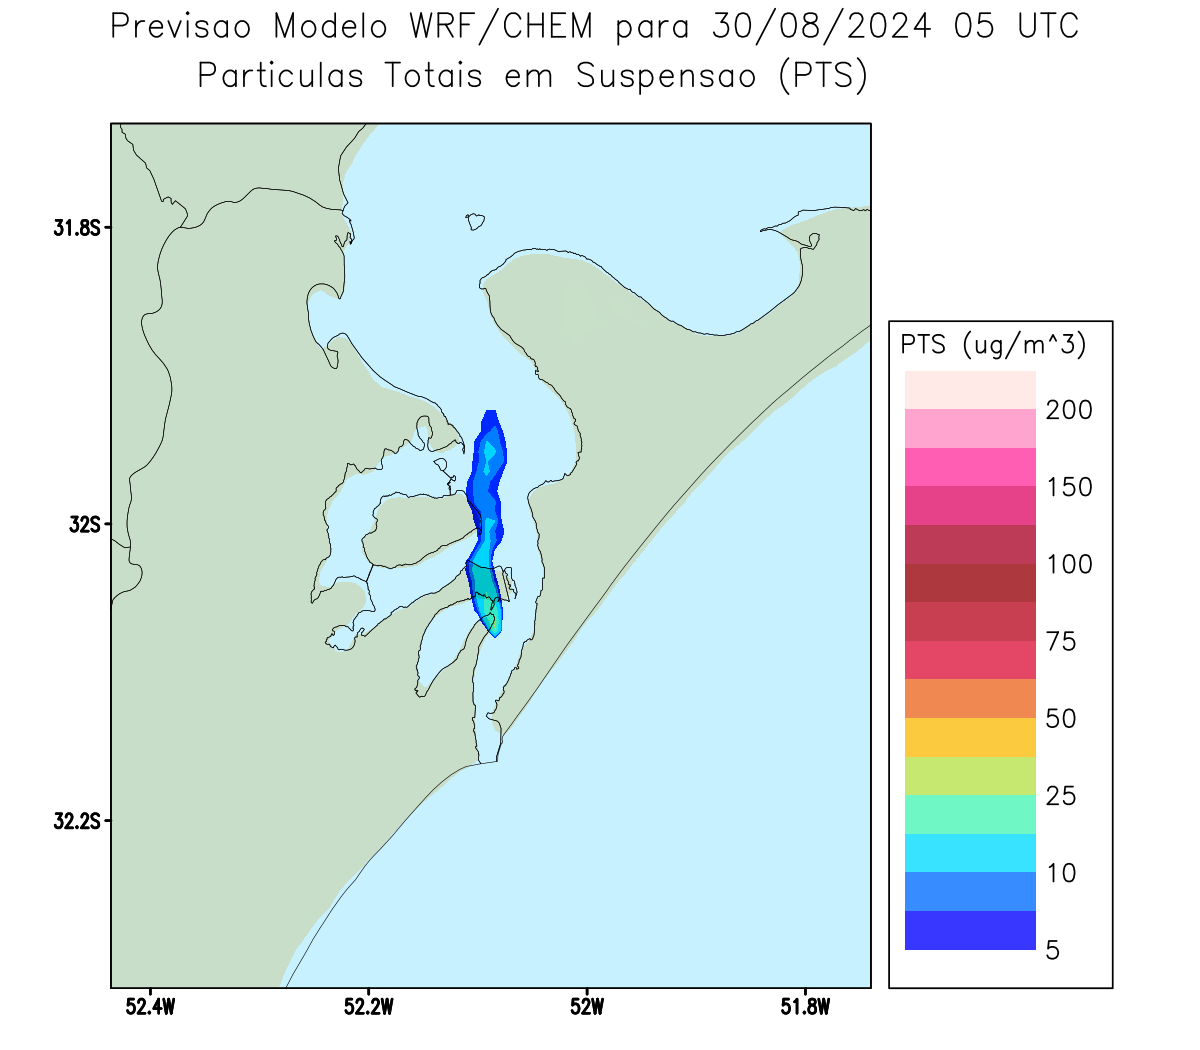 Previsao Modelo WRF/CHEM para 30/08/2024 05 UTC
Particulas Totais em Suspensao (PTS)
31.8S
32S
32.2S
52.4W
52.2W
52W
51.8W
PTS (ug/m^3)
200
150
100
75
50
25
10
5